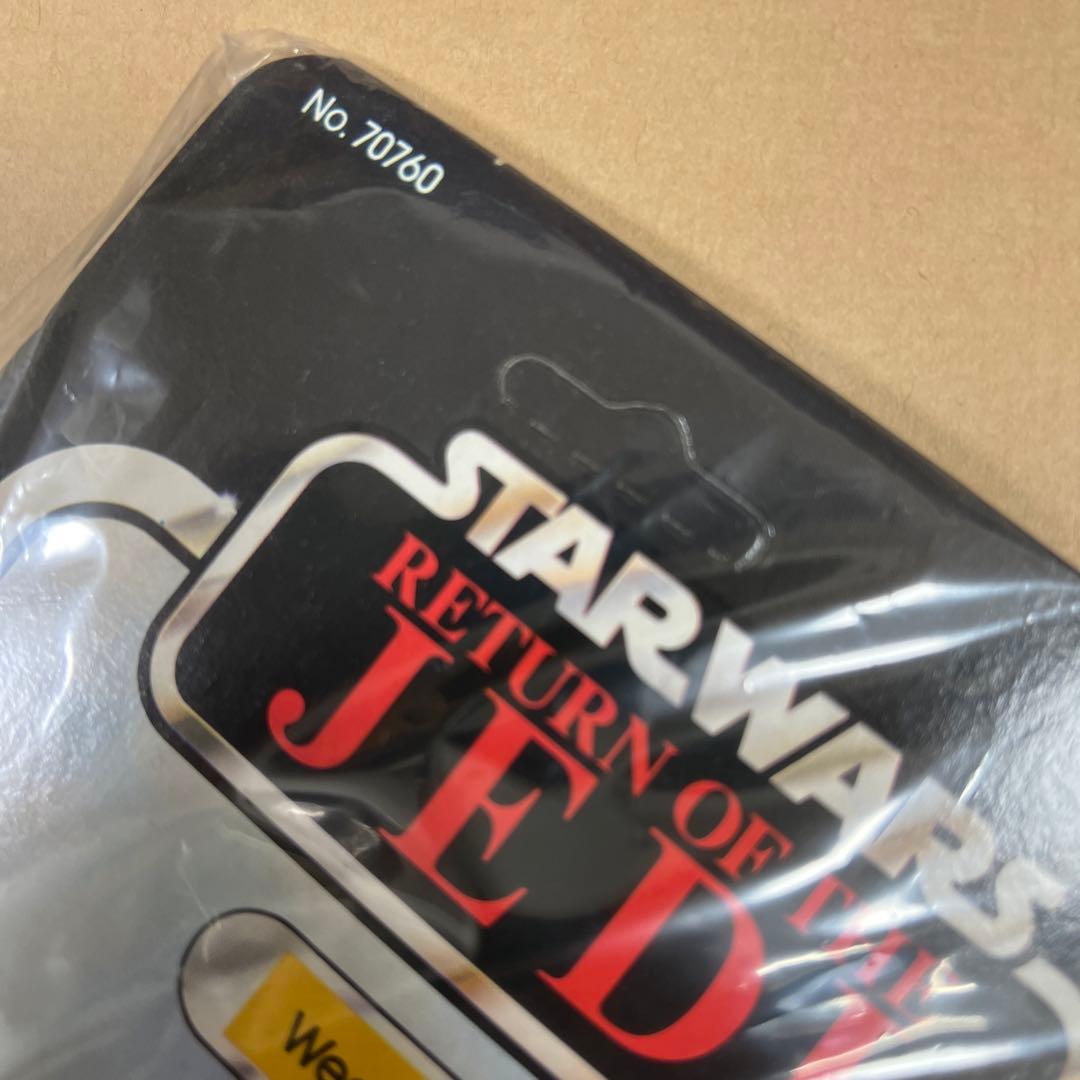 No. 70760
STAR WARS
RETURN OF THE
JEDI